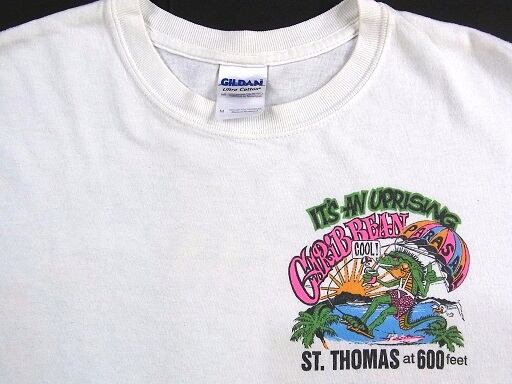 GILDAN
Ultra Cotton®
M
IT'S AN UPRISING
CARIBBEAN
PARASAIL
COOL!
ST. THOMAS at 600 feet